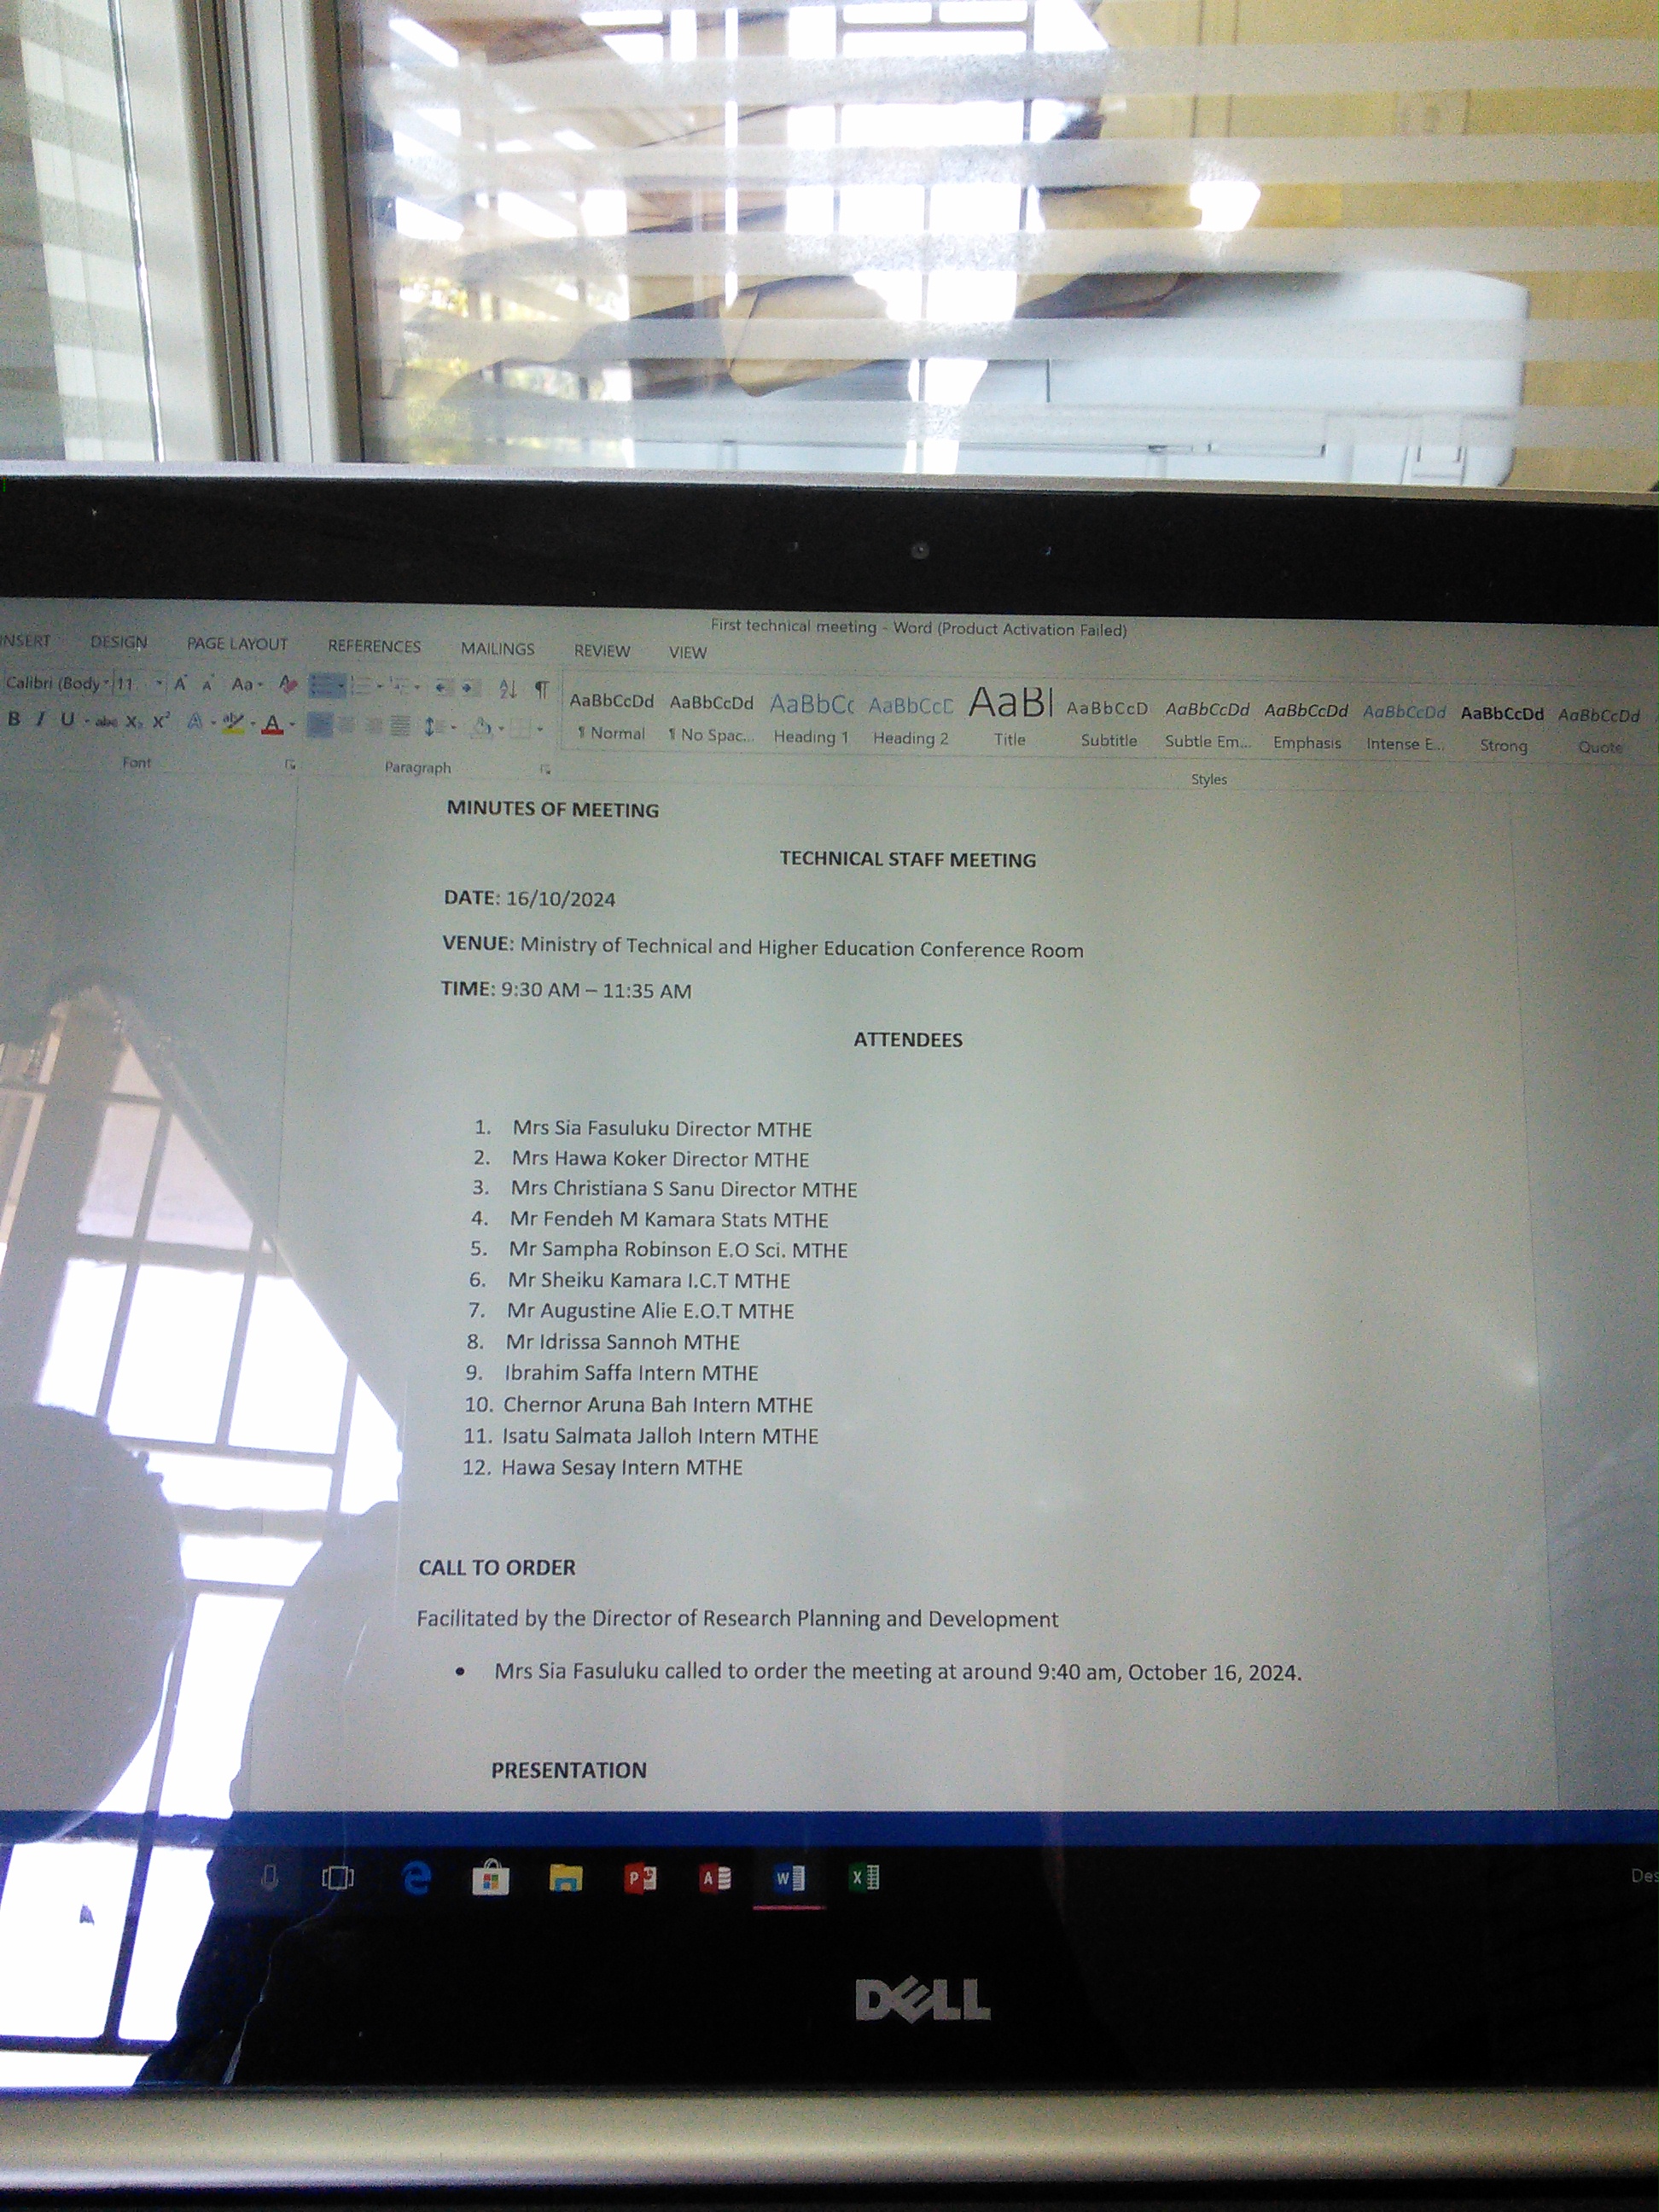 First technical meeting - Word (Product Activation Failed)
INSERT DESIGN PAGE LAYOUT REFERENCES MAILINGS REVIEW VIEW
Calibri (Body 11 A A Aa
B I U abc X₂ X² A aby A
AaBbCcDd AaBbCcDd AaBbCc AaBbCcC AaBl AaBbCcD AaBbCcDd AaBbCcDd AaBbCcDd AaBbCcDd AaBbCcDd
¶ Normal ¶ No Spac... Heading 1 Heading 2 Title Subtitle Subtle Em... Emphasis Intense E... Strong Quote
Font Paragraph Styles
MINUTES OF MEETING
TECHNICAL STAFF MEETING
DATE: 16/10/2024
VENUE: Ministry of Technical and Higher Education Conference Room
TIME: 9:30 AM – 11:35 AM
ATTENDEES
1. Mrs Sia Fasuluku Director MTHE
2. Mrs Hawa Koker Director MTHE
3. Mrs Christiana S Sanu Director MTHE
4. Mr Fendeh M Kamara Stats MTHE
5. Mr Sampha Robinson E.O Sci. MTHE
6. Mr Sheiku Kamara I.C.T MTHE
7. Mr Augustine Alie E.O.T MTHE
8. Mr Idrissa Sannoh MTHE
9. Ibrahim Saffa Intern MTHE
10. Chernor Aruna Bah Intern MTHE
11. Isatu Salmata Jalloh Intern MTHE
12. Hawa Sesay Intern MTHE
CALL TO ORDER
Facilitated by the Director of Research Planning and Development
• Mrs Sia Fasuluku called to order the meeting at around 9:40 am, October 16, 2024.
PRESENTATION
Des
DELL